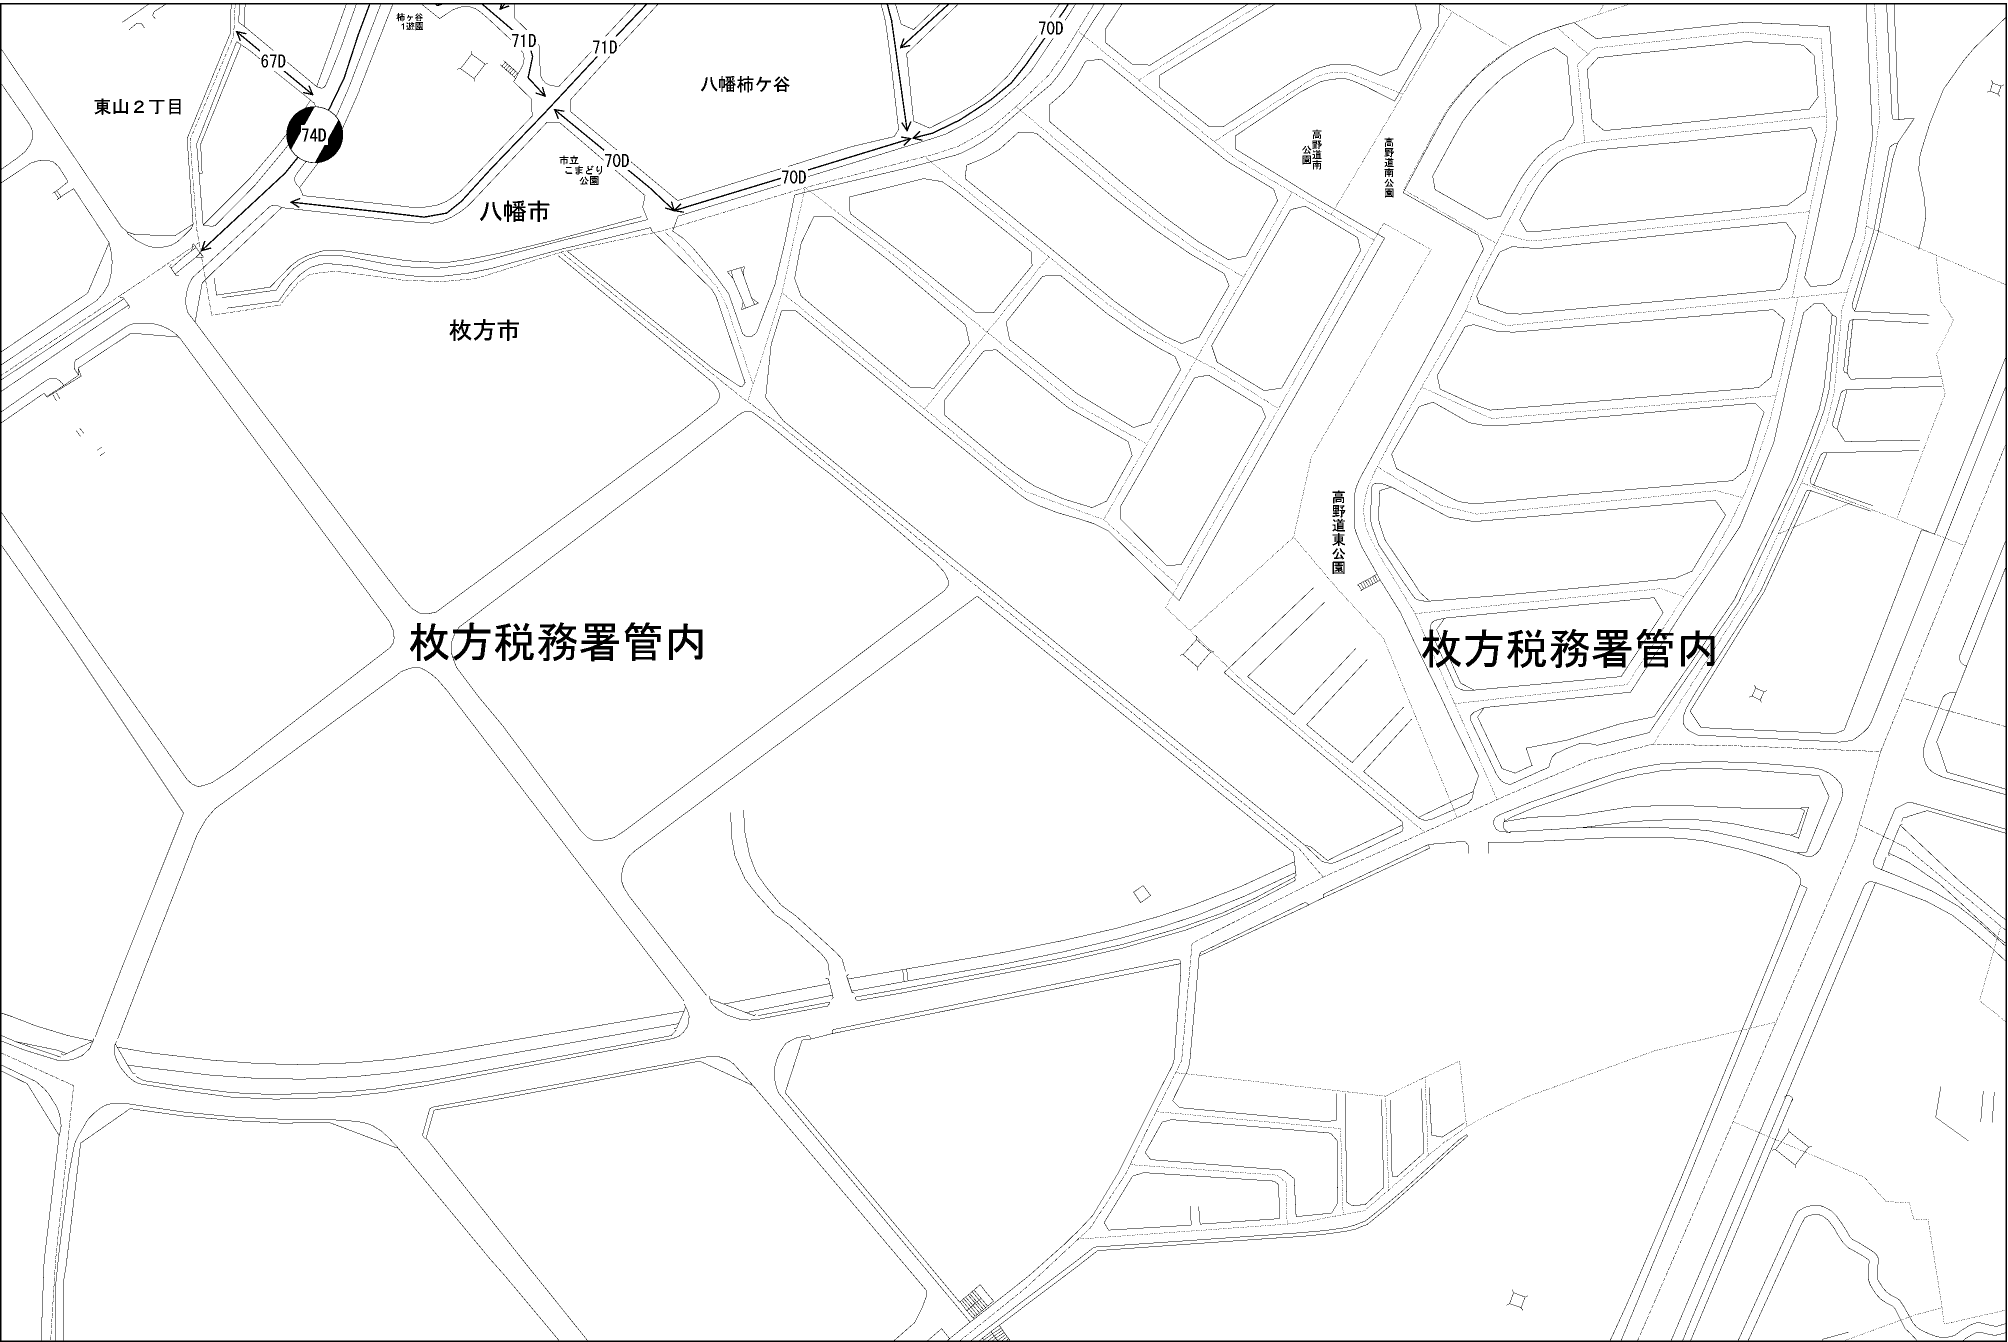 柿ヶ谷
1遊園
71D
71D
70D
67D
八幡柿ケ谷
東山２丁目
74D
高野道南
公園
高野道南公園
市立
こまどり
公園
70D
70D
八幡市
枚方市
高野道東公園
枚方税務署管内
枚方税務署管内